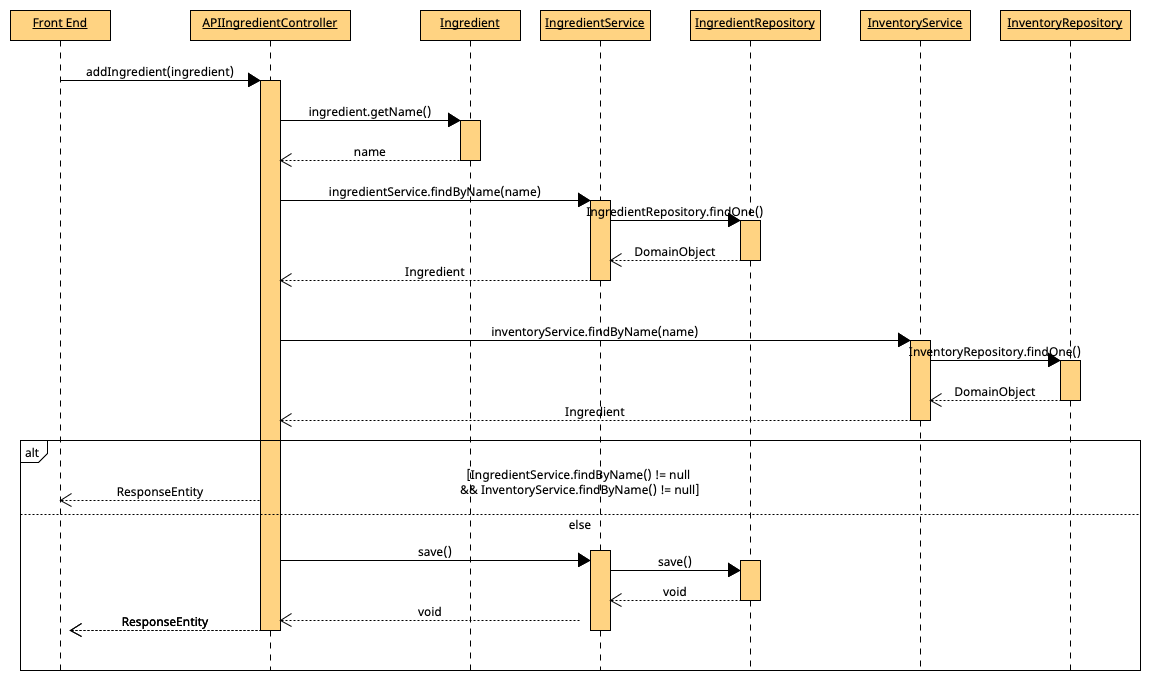 Front End
APIIngredientController
Ingredient
IngredientService
IngredientRepository
InventoryService
InventoryRepository
addIngredient(ingredient)
ingredient.getName()
name
ingredientService.findByName(name)
IngredientRepository.findOne()
DomainObject
Ingredient
inventoryService.findByName(name)
InventoryRepository.findOne()
DomainObject
Ingredient
alt
[IngredientService.findByName() != null
&& InventoryService.findByName() != null]
ResponseEntity
else
save()
save()
void
void
ResponseEntity